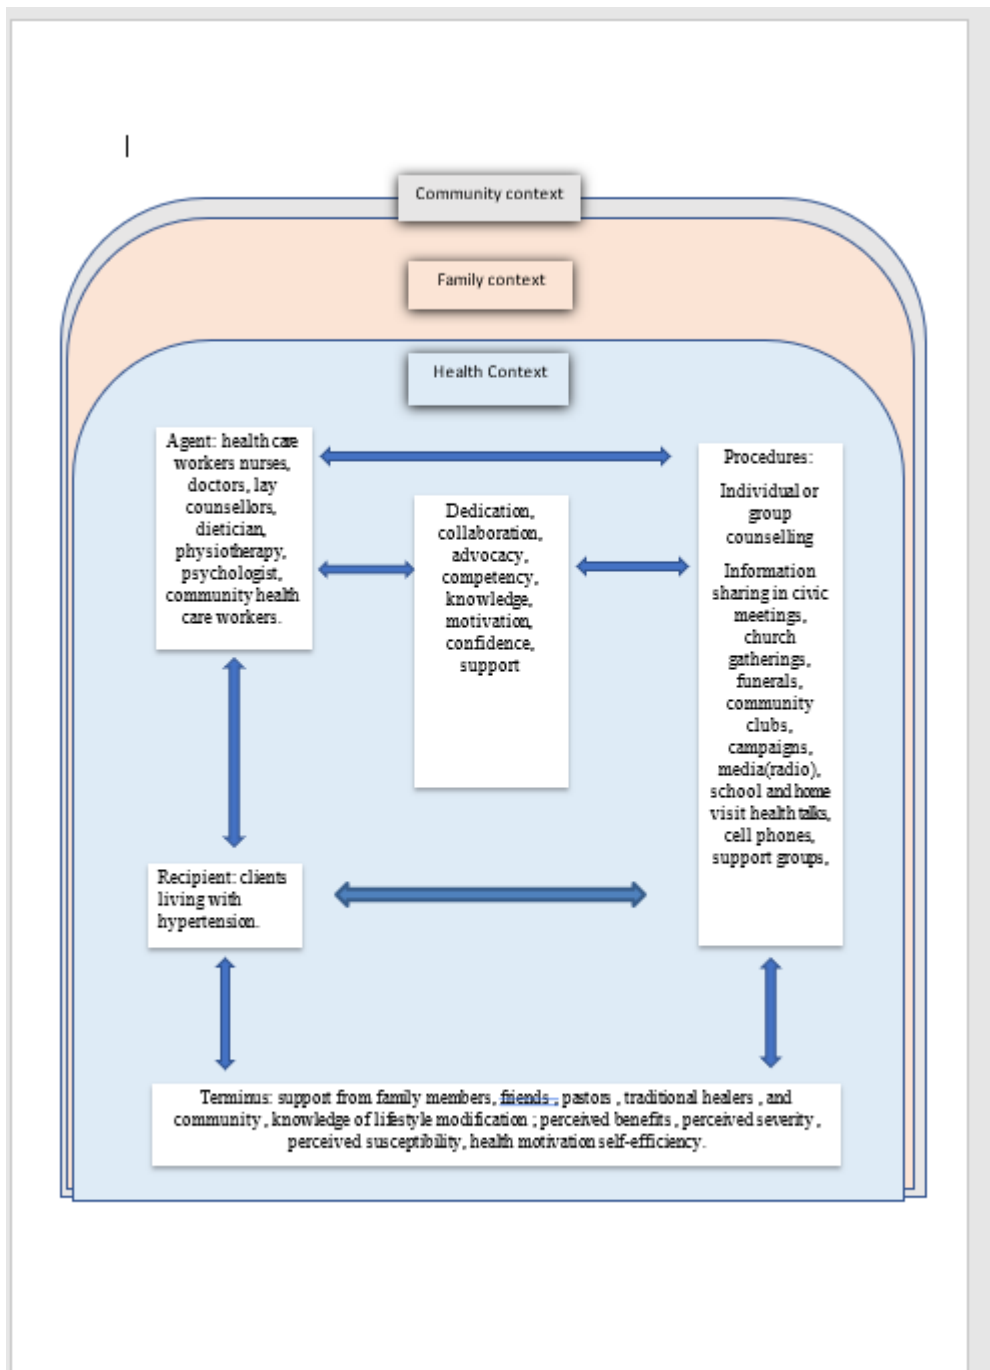 Community context
Family context
Health Context
Agent: health care
workers nurses,
doctors, lay
counsellors,
dietician,
physiotherapy,
psychologist,
community health
care workers.
Dedication,
collaboration,
advocacy,
competency,
knowledge,
motivation,
confidence,
support
Procedures:
Individual or
group
counselling
Information
sharing in civic
meetings,
church
gatherings,
funerals,
community
clubs,
campaigns,
media(radio),
school and home
visit health talks,
cell phones,
support groups,
Recipient: clients
living with
hypertension.
Terminus: support from family members, friends , pastors , traditional healers , and
community , knowledge of lifestyle modification ; perceived benefits , perceived severity ,
perceived susceptibility, health motivation self-efficiency.